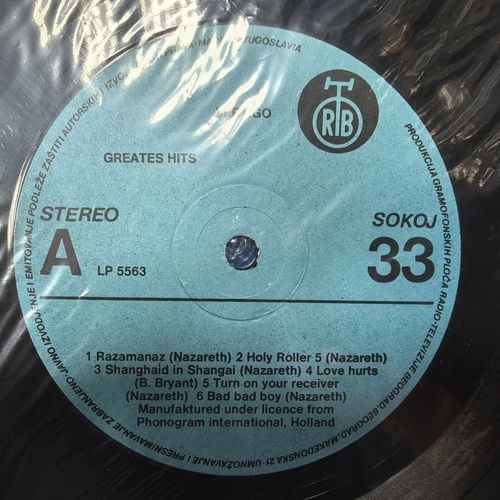 RTB
GREATES HITS
STEREO
SOKOJ
A
LP 5563
33
1 Razamanaz (Nazareth) 2 Holy Roller 5 (Nazareth)
3 Shanghaid in Shangai (Nazareth) 4 Love hurts
(B. Bryant) 5 Turn on your receiver
(Nazareth) 6 Bad bad boy (Nazareth)
Manufaktured under licence from
Phonogram international, Holland
PRODUKCIJA GRAMOFONSKIH PLOČA RADIO-TELEVIZIJE BEOGRAD, BEOGRAD, MAKEDONSKA 21 - UMNOŽAVANJE I PRESNIMAVANJE ZABRANJENO - JAVNO IZVODJENJE I EMITOVANJE PODLEŽE ZAŠTITI AUTORSKIH I JUGOSLAVIA